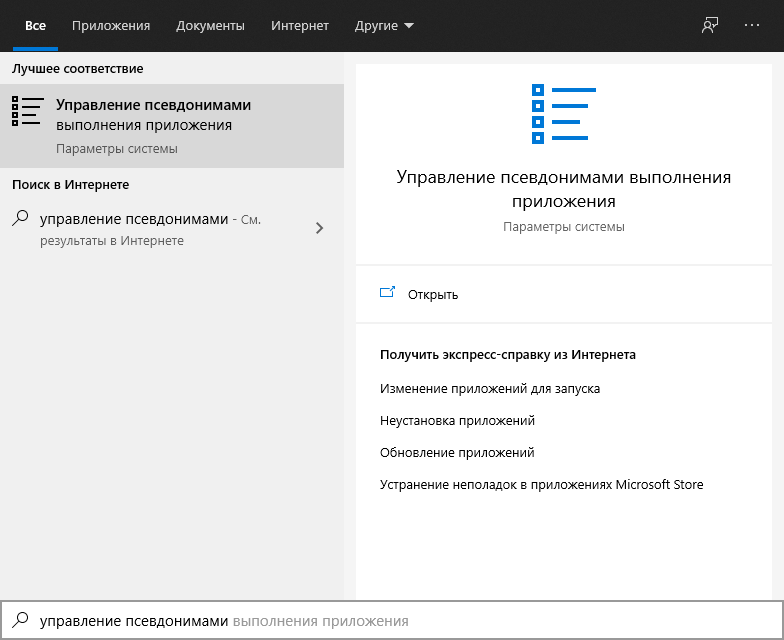 Все Приложения Документы Интернет Другие
Лучшее соответствие
Управление псевдонимами
выполнения приложения
Параметры системы
Поиск в Интернете
управление псевдонимами - См.
результаты в Интернете
Управление псевдонимами выполнения
приложения
Параметры системы
Открыть
Получить экспресс-справку из Интернета
Изменение приложений для запуска
Неустановка приложений
Обновление приложений
Устранение неполадок в приложениях Microsoft Store
управление псевдонимами выполнения приложения